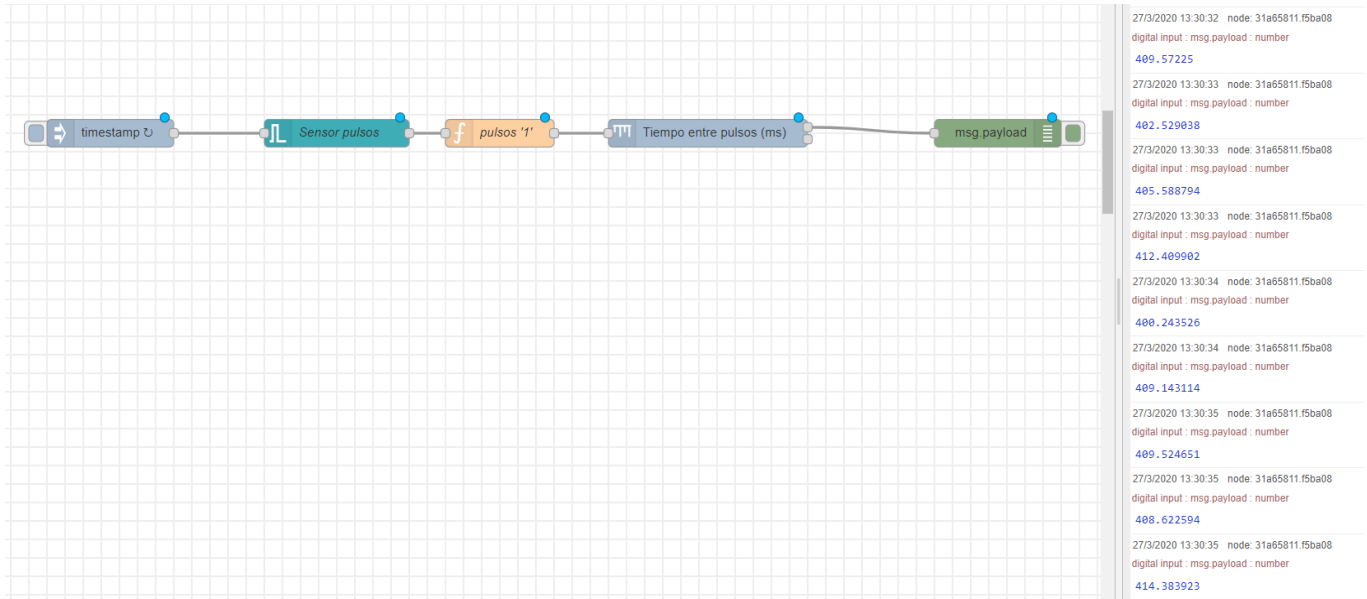 timestamp ↻
Sensor pulsos
pulsos '1'
Tiempo entre pulsos (ms)
msg.payload
27/3/2020 13:30:32 node: 31a65811.f5ba08
digital input : msg.payload : number
409.57225
27/3/2020 13:30:33 node: 31a65811.f5ba08
digital input : msg.payload : number
402.529038
27/3/2020 13:30:33 node: 31a65811.f5ba08
digital input : msg.payload : number
405.588794
27/3/2020 13:30:33 node: 31a65811.f5ba08
digital input : msg.payload : number
412.409902
27/3/2020 13:30:34 node: 31a65811.f5ba08
digital input : msg.payload : number
400.243526
27/3/2020 13:30:34 node: 31a65811.f5ba08
digital input : msg.payload : number
409.143114
27/3/2020 13:30:35 node: 31a65811.f5ba08
digital input : msg.payload : number
409.524651
27/3/2020 13:30:35 node: 31a65811.f5ba08
digital input : msg.payload : number
408.622594
27/3/2020 13:30:35 node: 31a65811.f5ba08
digital input : msg.payload : number
414.383923